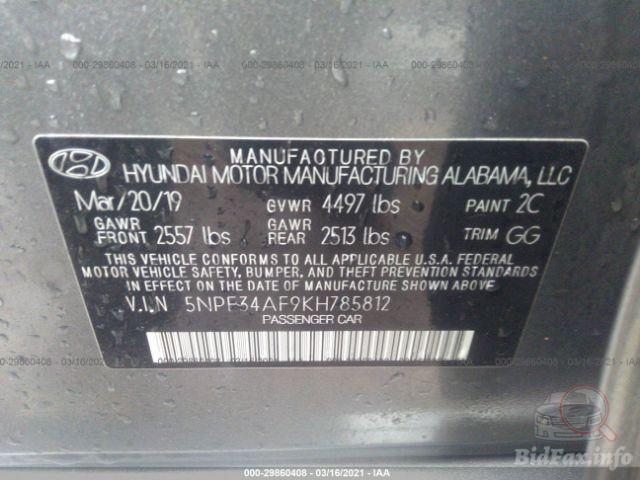 000-29860408 - 03/16/2021 - IAA
MANUFACTURED BY
HYUNDAI MOTOR MANUFACTURING ALABAMA, LLC
Mar/20/19 GVWR 4497 lbs PAINT 2C
GAWR FRONT 2557 lbs GAWR REAR 2513 lbs TRIM GG
THIS VEHICLE CONFORMS TO ALL APPLICABLE U.S.A. FEDERAL
MOTOR VEHICLE SAFETY, BUMPER, AND THEFT PREVENTION STANDARDS
IN EFFECT ON THE DATE OF MANUFACTURE SHOWN ABOVE.
V.I.N 5NPE34AF9KH785812
PASSENGER CAR
BidFax.info
000-29860408 - 03/16/2021 - IAA